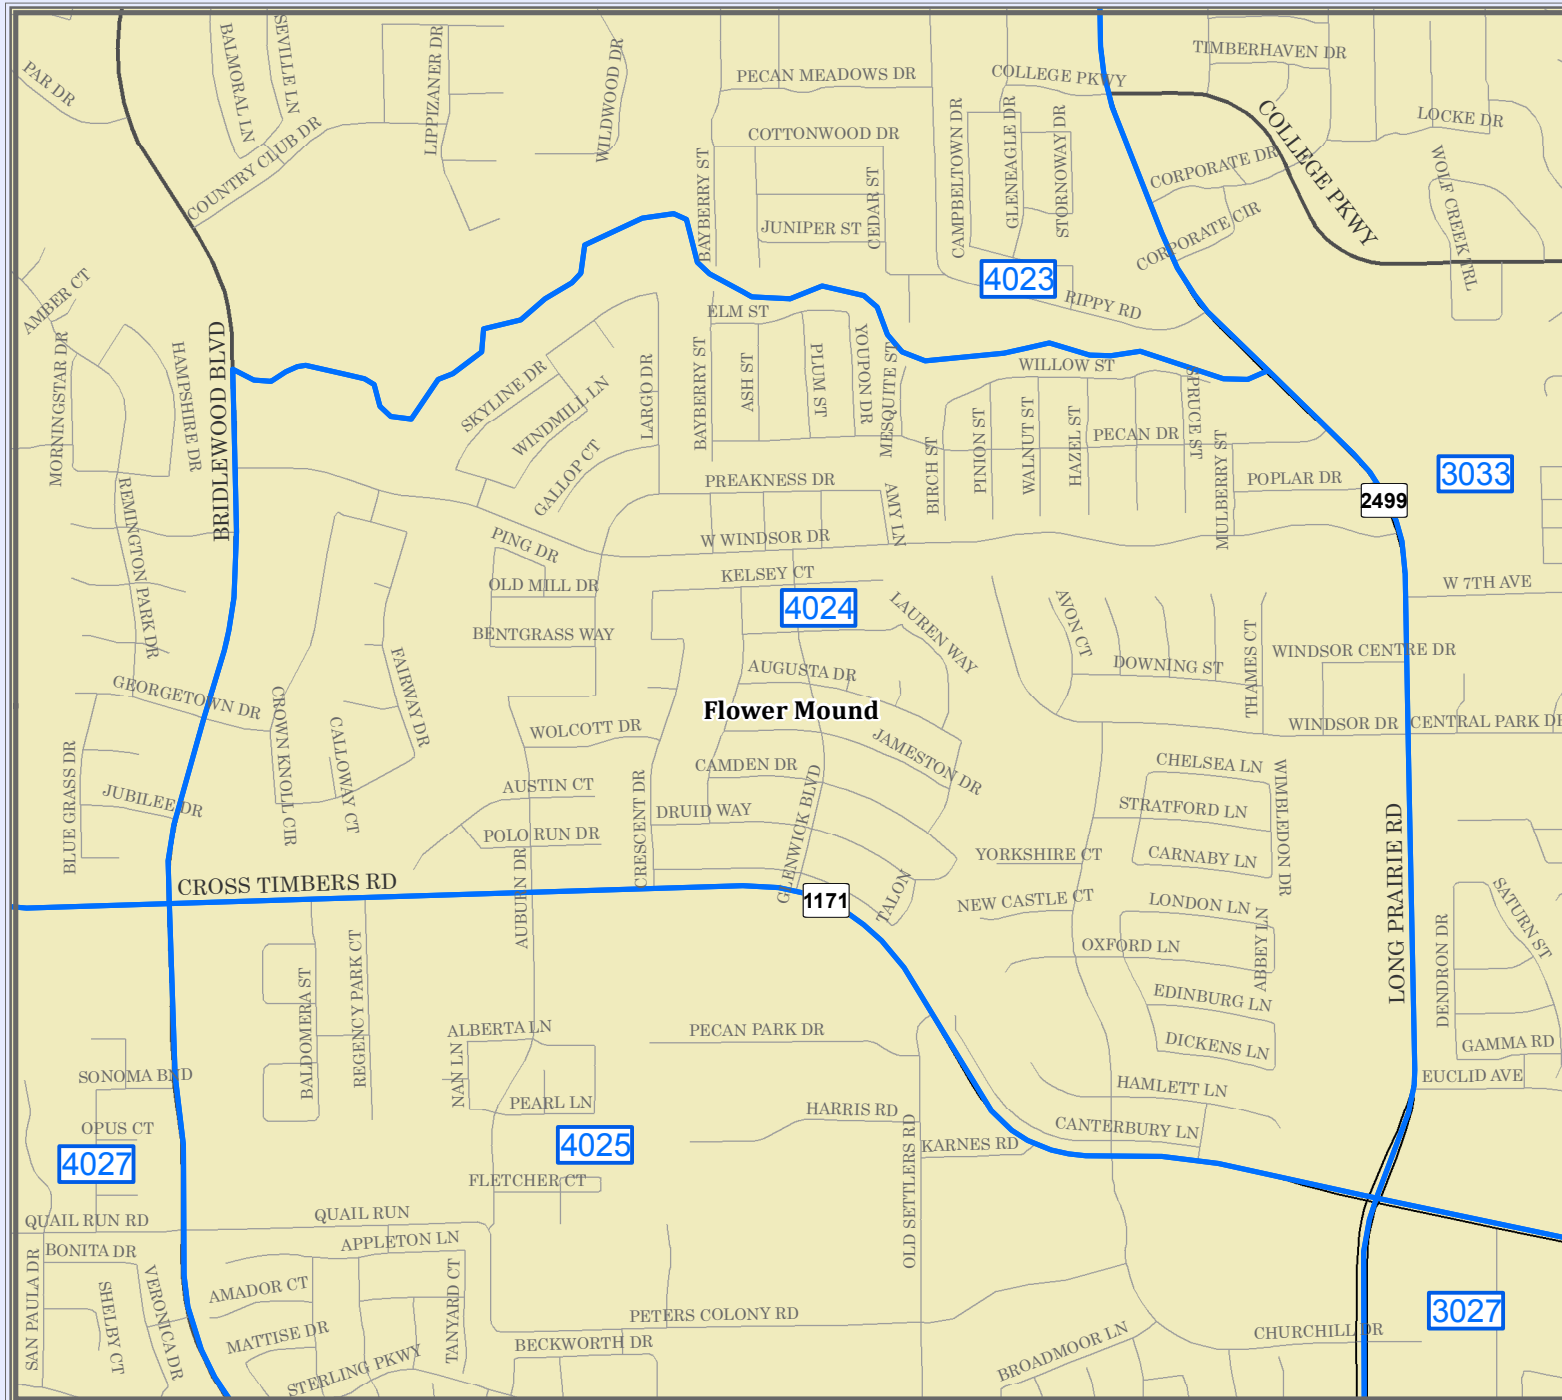 PAR DR
BALMORAL LN
SEVILLE LN
COUNTRY CLUB DR
LIPPIZANER DR
WILDWOOD DR
PECAN MEADOWS DR
COLLEGE PKWY
TIMBERHAVEN DR
COTTONWOOD DR
CAMPBELTOWN DR
GLENEAGLE DR
STORNOWAY DR
COLLEGE PKWY
LOCKE DR
CORPORATE DR
WOLF CREEK TRL
BAYBERRY ST
CEDAR ST
JUNIPER ST
CORPORATE CIR
4023
RIPPY RD
AMBER CT
MORNINGSTAR DR
HAMPSHIRE DR
BRIDLEWOOD BLVD
ELM ST
SKYLINE DR
WINDMILL LN
GALLOP CT
LARGO DR
BAYBERRY ST
ASH ST
PLUM ST
YOUPON DR
MESQUITE ST
WILLOW ST
SPRUCE ST
BIRCH ST
PINION ST
WALNUT ST
HAZEL ST
PECAN DR
MULBERRY ST
POPLAR DR
3033
2499
PREAKNESS DR
AMY LN
REMINGTON PARK DR
PING DR
W WINDSOR DR
OLD MILL DR
KELSEY CT
4024
W 7TH AVE
BENTGRASS WAY
LAUREN WAY
AVON CT
DOWNING ST
THAMES CT
WINDSOR CENTRE DR
GEORGETOWN DR
FAIRWAY DR
AUGUSTA DR
Flower Mound
CROWN KNOLL CIR
CALLOWAY CT
WOLCOTT DR
WINDSOR DR
CENTRAL PARK DR
BLUE GRASS DR
JUBILEE DR
JAMESTON DR
CAMDEN DR
CHELSEA LN
AUSTIN CT
CRESCENT DR
DRUID WAY
GLENWICK BLVD
STRATFORD LN
WIMBLEDON DR
POLO RUN DR
YORKSHIRE CT
CARNABY LN
LONG PRAIRIE RD
CROSS TIMBERS RD
1171
TALON
NEW CASTLE CT
LONDON LN
AUBURN DR
OXFORD LN
ABBEY LN
DENDRON DR
SATURN ST
BALDOMERA ST
REGENCY PARK CT
EDINBURG LN
ALBERTA LN
PECAN PARK DR
DICKENS LN
GAMMA RD
SONOMA BND
NAN LN
HAMLETT LN
EUCLID AVE
PEARL LN
HARRIS RD
OPUS CT
CANTERBURY LN
4025
KARNES RD
4027
OLD SETTLERS RD
FLETCHER CT
QUAIL RUN RD
QUAIL RUN
APPLETON LN
BONITA DR
SAN PAULA DR
SHELBY CT
VERONICA DR
AMADOR CT
TANYARD CT
PETERS COLONY RD
3027
MATTISE DR
BECKWORTH DR
CHURCHILL DR
BROADMOOR LN
STERLING PKWY